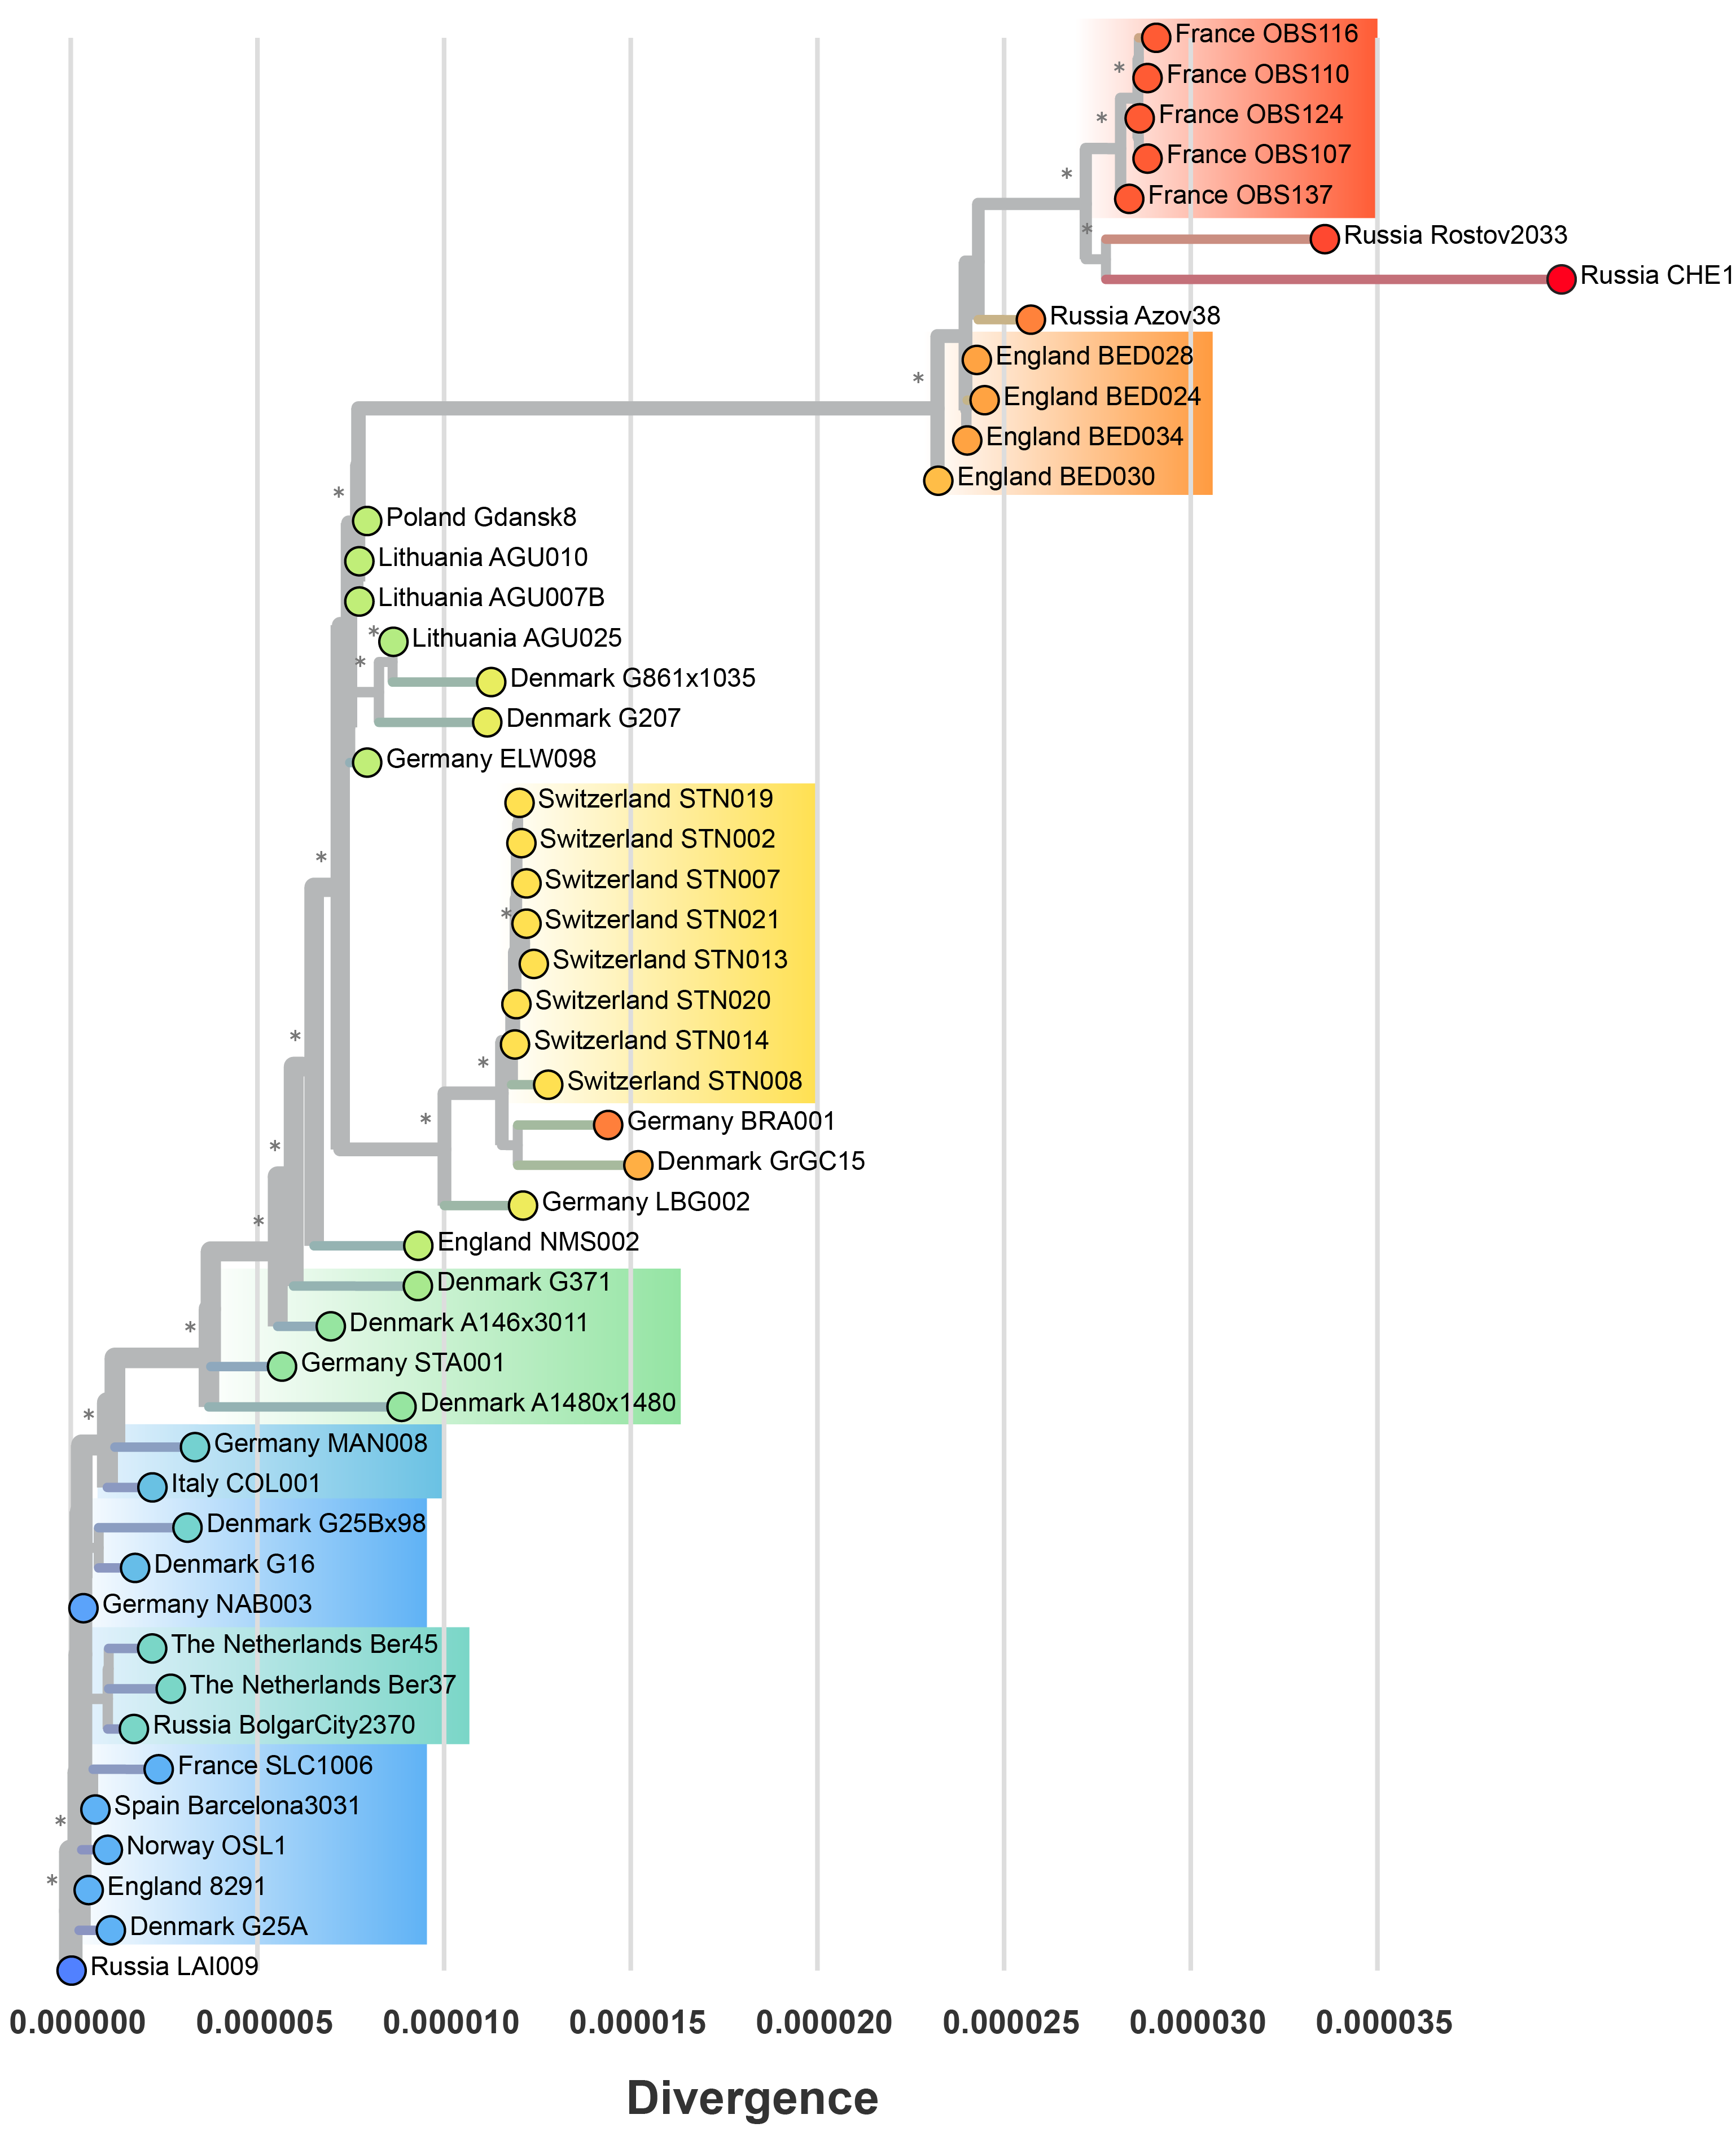 France OBS116
*
France OBS110
*
France OBS124
France OBS107
*
France OBS137
*
Russia Rostov2033
Russia CHE1
Russia Azov38
England BED028
*
England BED024
England BED034
England BED030
*
Poland Gdansk8
Lithuania AGU010
Lithuania AGU007B
*
Lithuania AGU025
*
Denmark G861x1035
Denmark G207
Germany ELW098
Switzerland STN019
Switzerland STN002
*
Switzerland STN007
*
Switzerland STN021
Switzerland STN013
Switzerland STN020
*
Switzerland STN014
*
Switzerland STN008
*
Germany BRA001
*
Denmark GrGC15
Germany LBG002
*
England NMS002
Denmark G371
*
Denmark A146x3011
Germany STA001
Denmark A1480x1480
*
Germany MAN008
Italy COL001
Denmark G25Bx98
Denmark G16
Germany NAB003
The Netherlands Ber45
The Netherlands Ber37
Russia BolgarCity2370
France SLC1006
Spain Barcelona3031
*
Norway OSL1
*
England 8291
Denmark G25A
Russia LAI009
0.000000 0.000005 0.000010 0.000015 0.000020 0.000025 0.000030 0.000035
Divergence